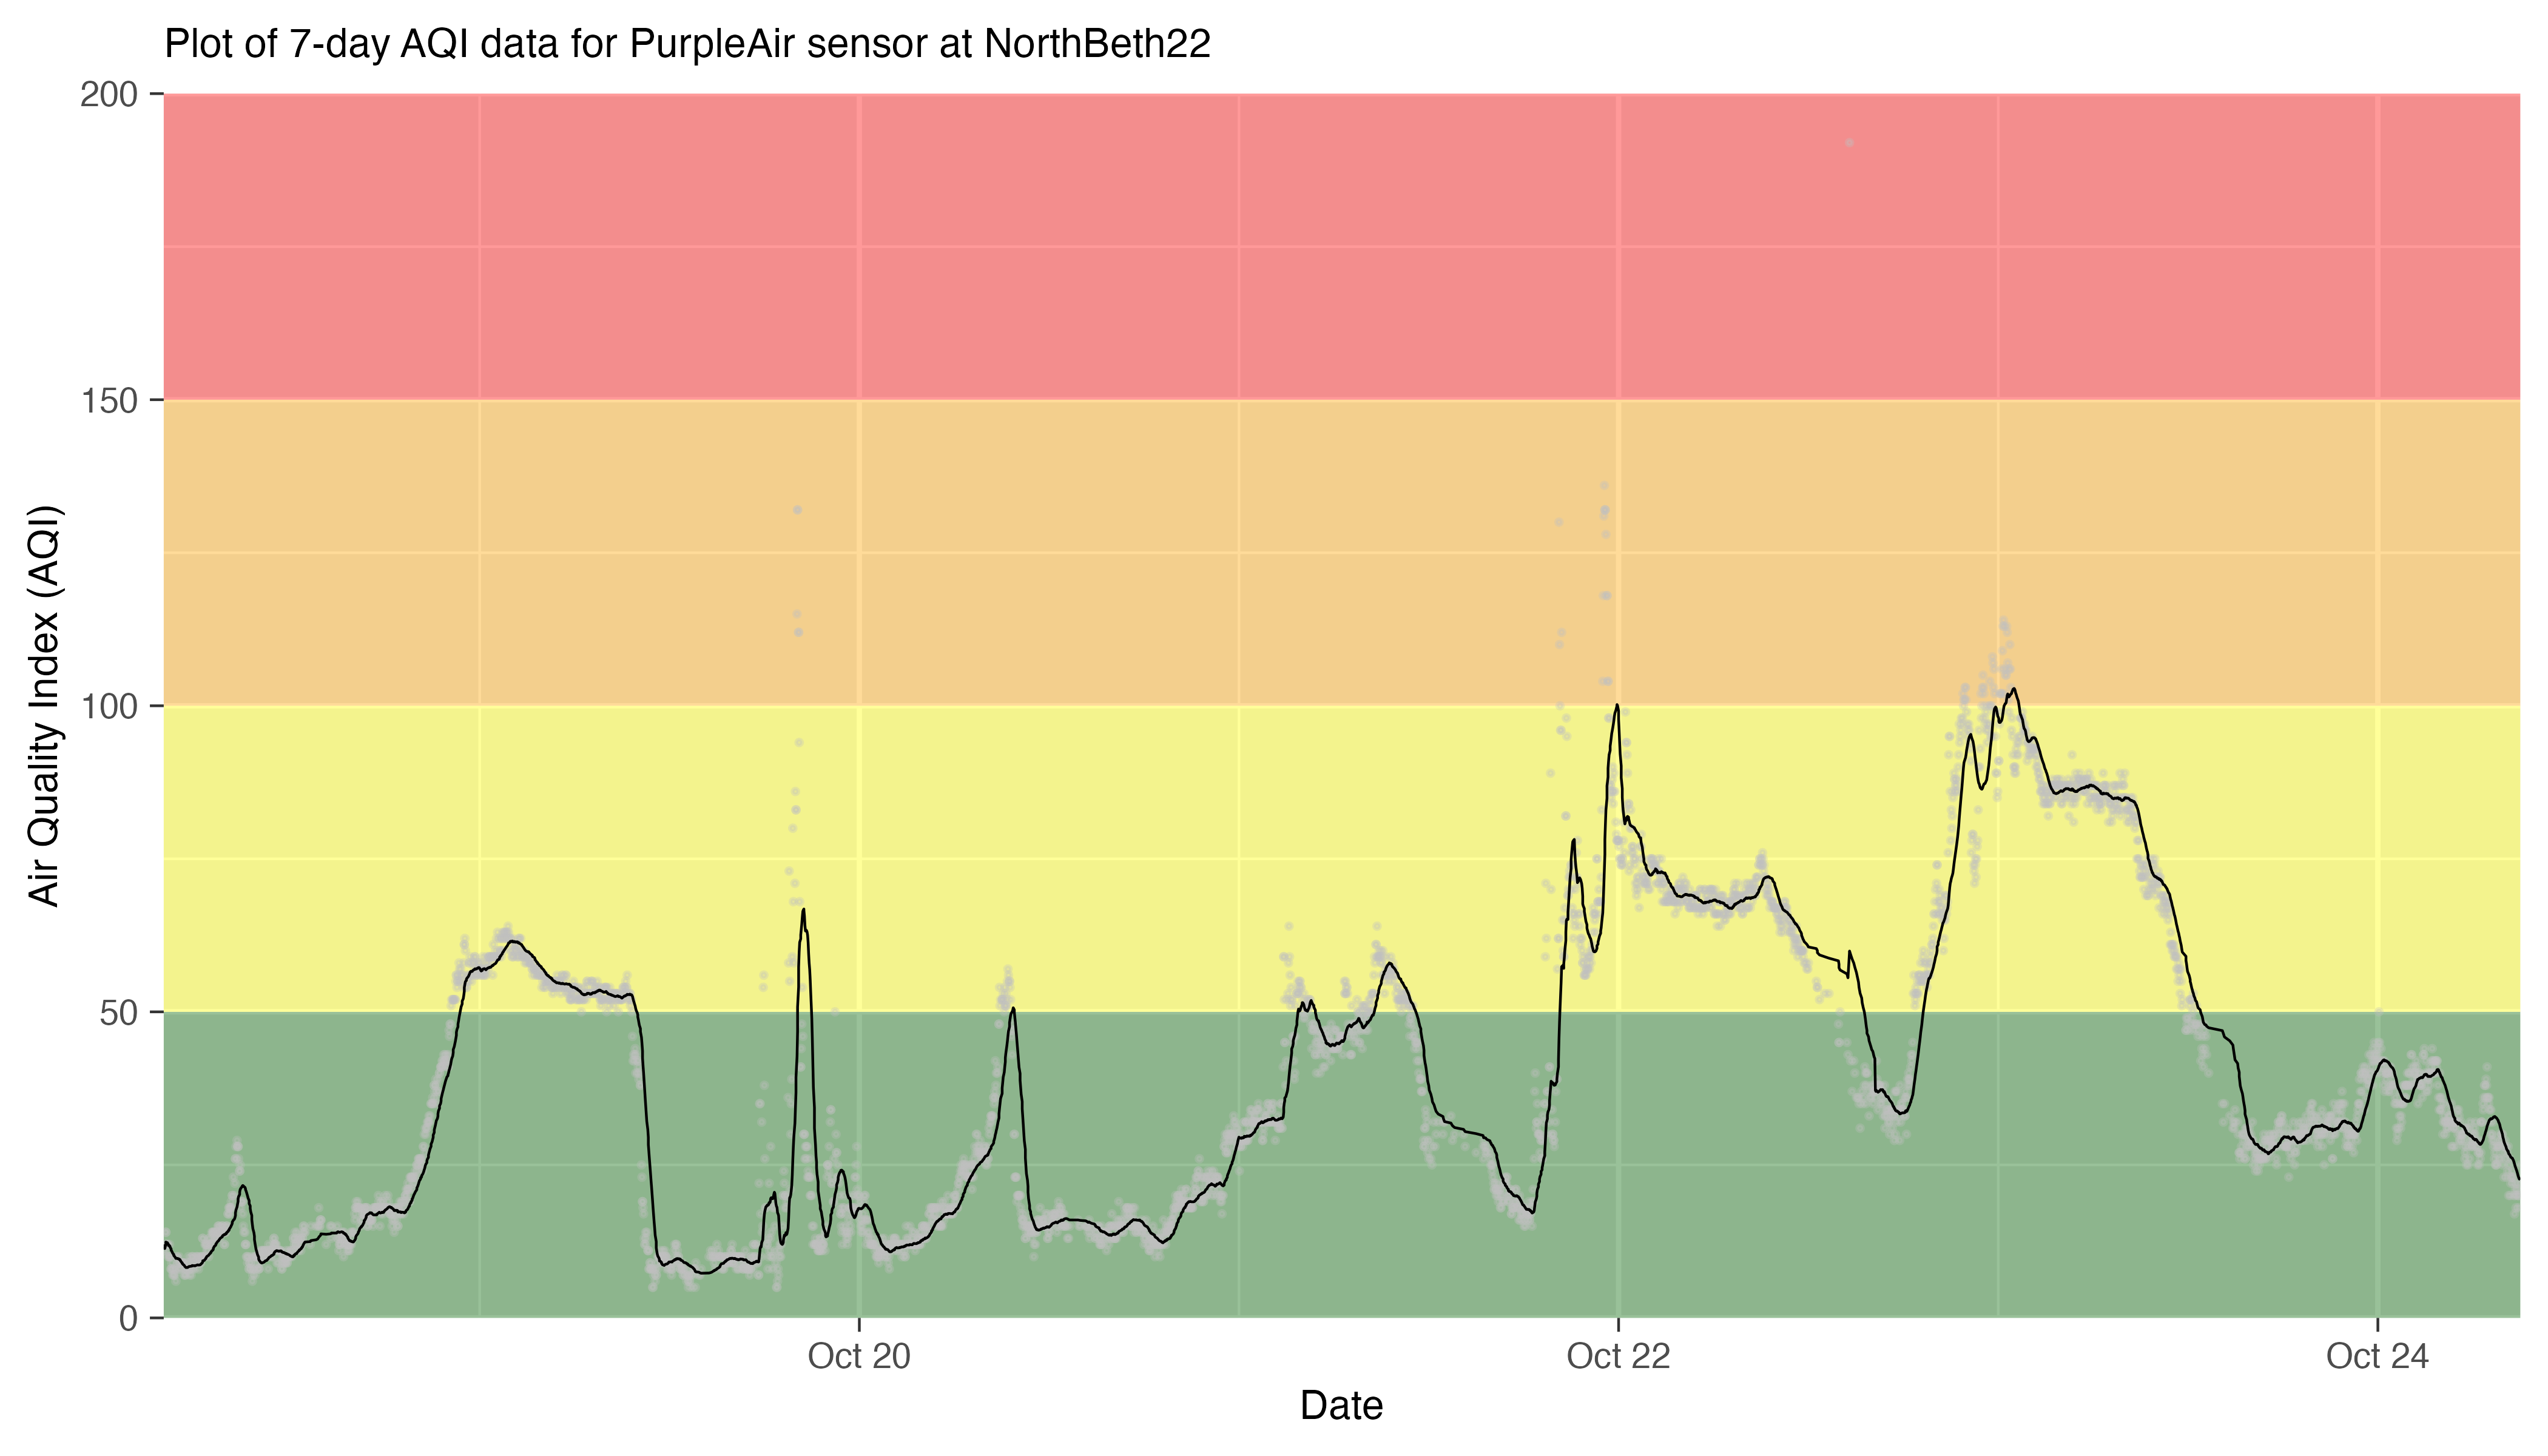 Plot of 7-day AQI data for PurpleAir sensor at NorthBeth22
200
150
100
50
0
Air Quality Index (AQI)
Oct 20
Oct 22
Oct 24
Date